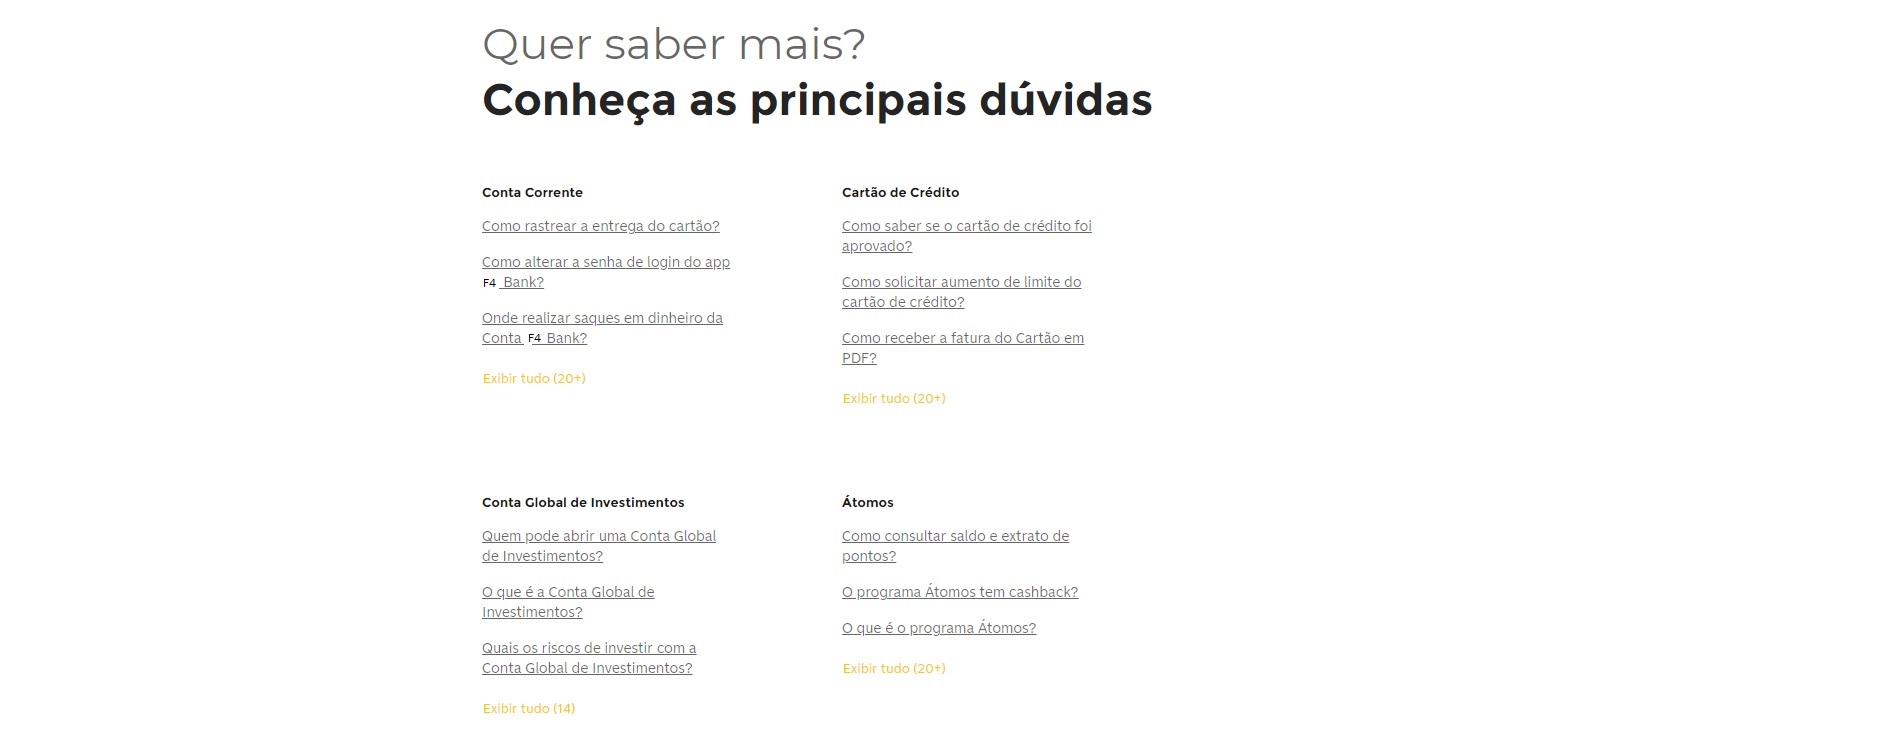 Quer saber mais?
Conheça as principais dúvidas
Conta Corrente
Como rastrear a entrega do cartão?
Como alterar a senha de login do app
F4 Bank?
Onde realizar saques em dinheiro da
Conta F4 Bank?
Exibir tudo (20+)
Cartão de Crédito
Como saber se o cartão de crédito foi
aprovado?
Como solicitar aumento de limite do
cartão de crédito?
Como receber a fatura do Cartão em
PDF?
Exibir tudo (20+)
Conta Global de Investimentos
Quem pode abrir uma Conta Global
de Investimentos?
O que é a Conta Global de
Investimentos?
Quais os riscos de investir com a
Conta Global de Investimentos?
Exibir tudo (14)
Átomos
Como consultar saldo e extrato de
pontos?
O programa Átomos tem cashback?
O que é o programa Átomos?
Exibir tudo (20+)